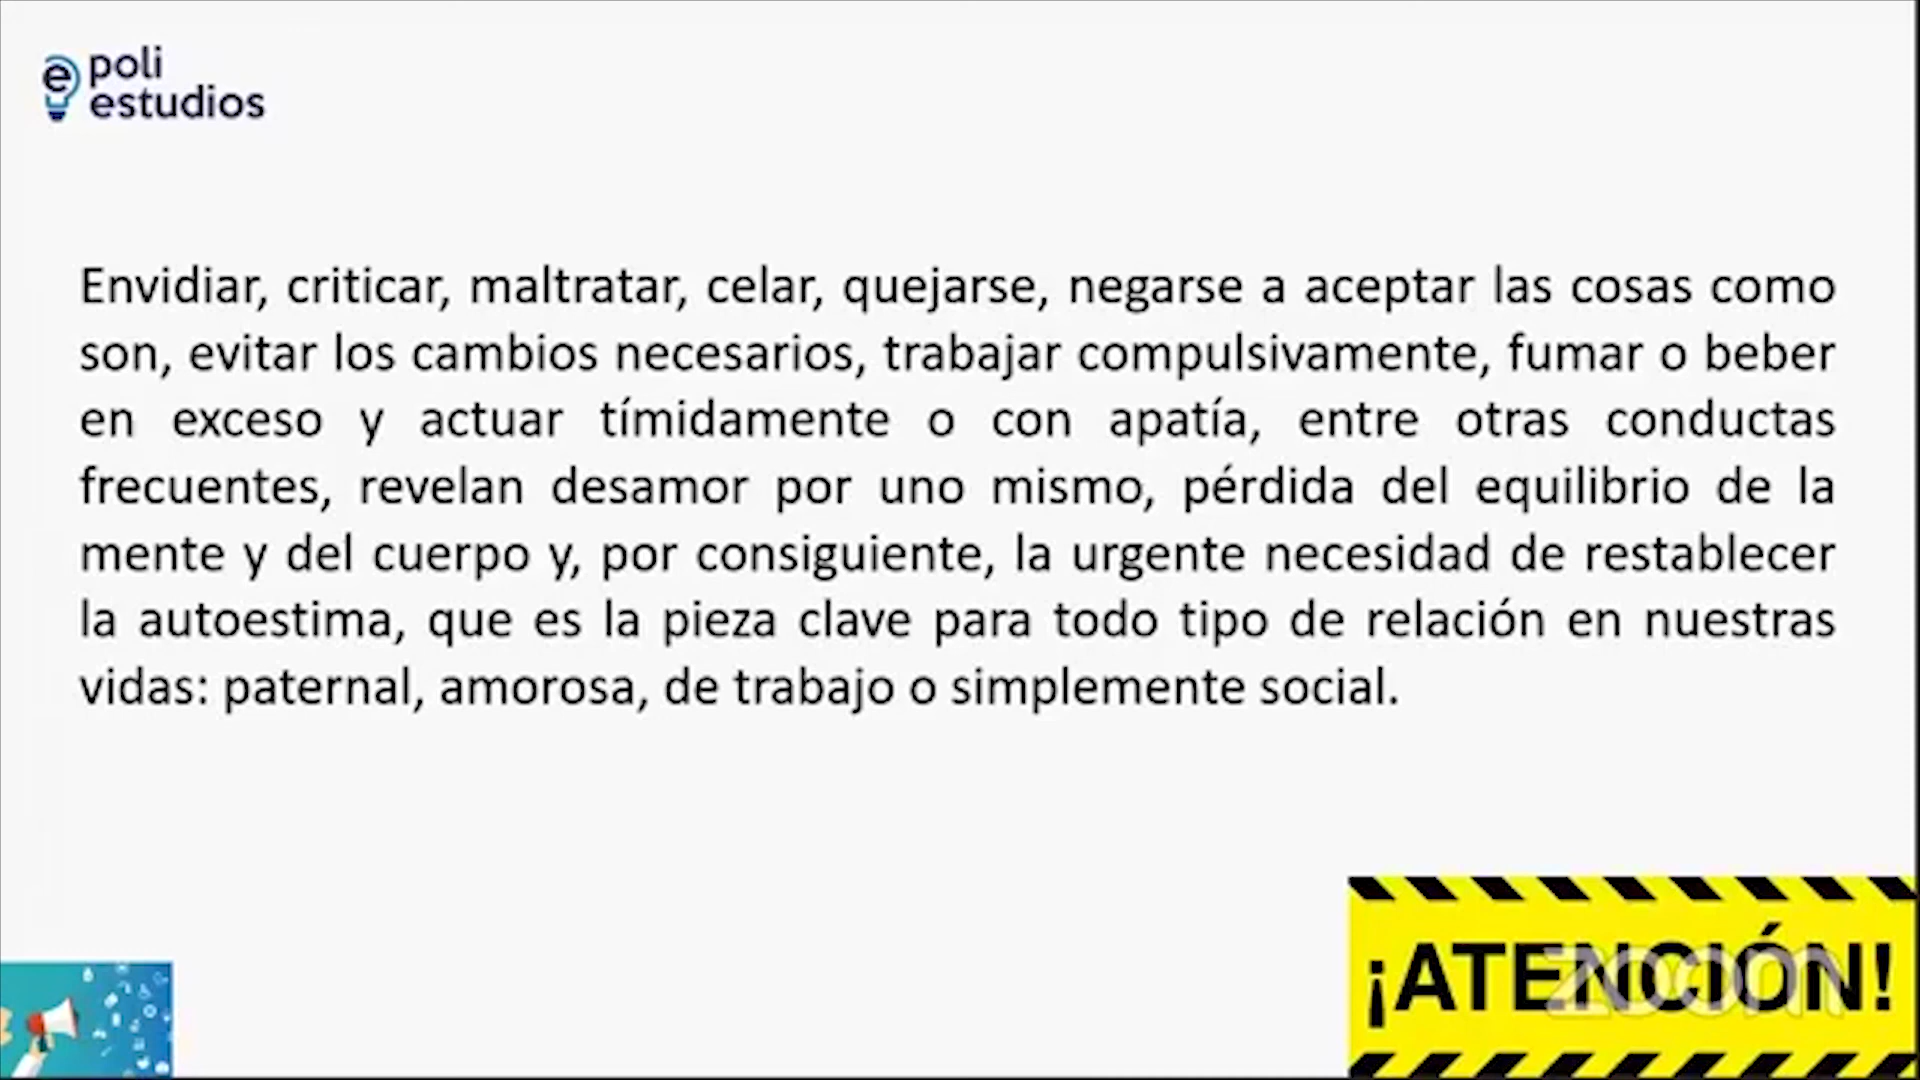 poli
estudios
Envidiar, criticar, maltratar, celar, quejarse, negarse a aceptar las cosas como
son, evitar los cambios necesarios, trabajar compulsivamente, fumar o beber
en exceso y actuar tímidamente o con apatía, entre otras conductas
frecuentes, revelan desamor por uno mismo, pérdida del equilibrio de la
mente y del cuerpo y, por consiguiente, la urgente necesidad de restablecer
la autoestima, que es la pieza clave para todo tipo de relación en nuestras
vidas: paternal, amorosa, de trabajo o simplemente social.
¡ATENCIÓN!
zoom